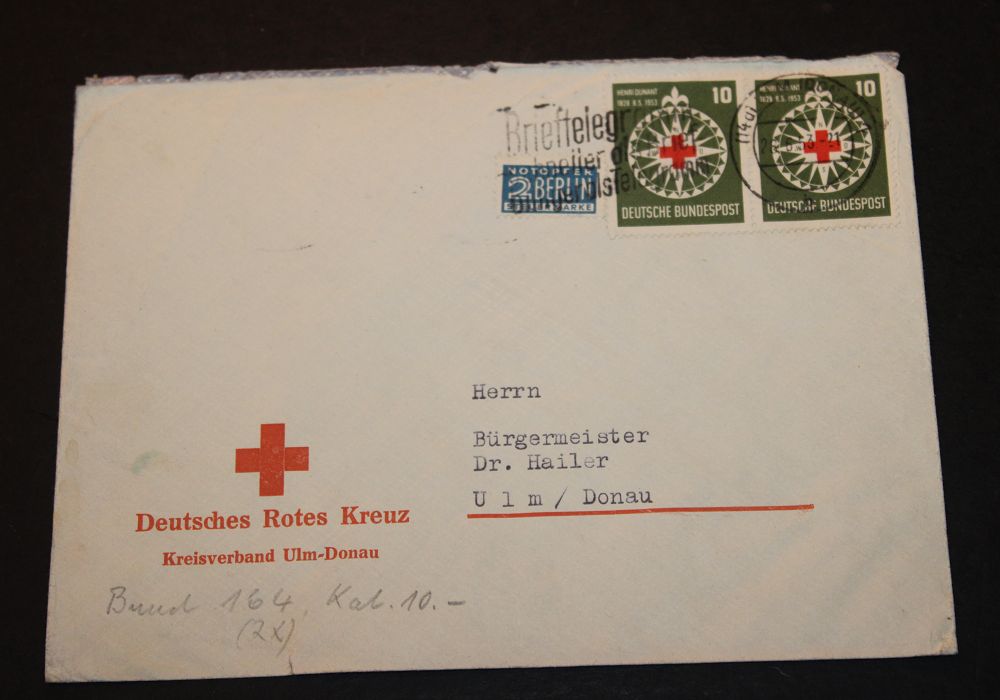 Brieftelegr
NOTOPFER
2 BERLIN
STEUERMARKE
HENRI DUNANT
1828 8.5.1953
10
DEUTSCHE BUNDESPOST
HENRI DUNANT
1828 8.5.1953
10
DEUTSCHE BUNDESPOST
(14a)
Herrn
Bürgermeister
Dr. Hailer
Ulm / Donau
Deutsches Rotes Kreuz
Kreisverband Ulm-Donau
Bund 164, Kat. 10.-
(2x)